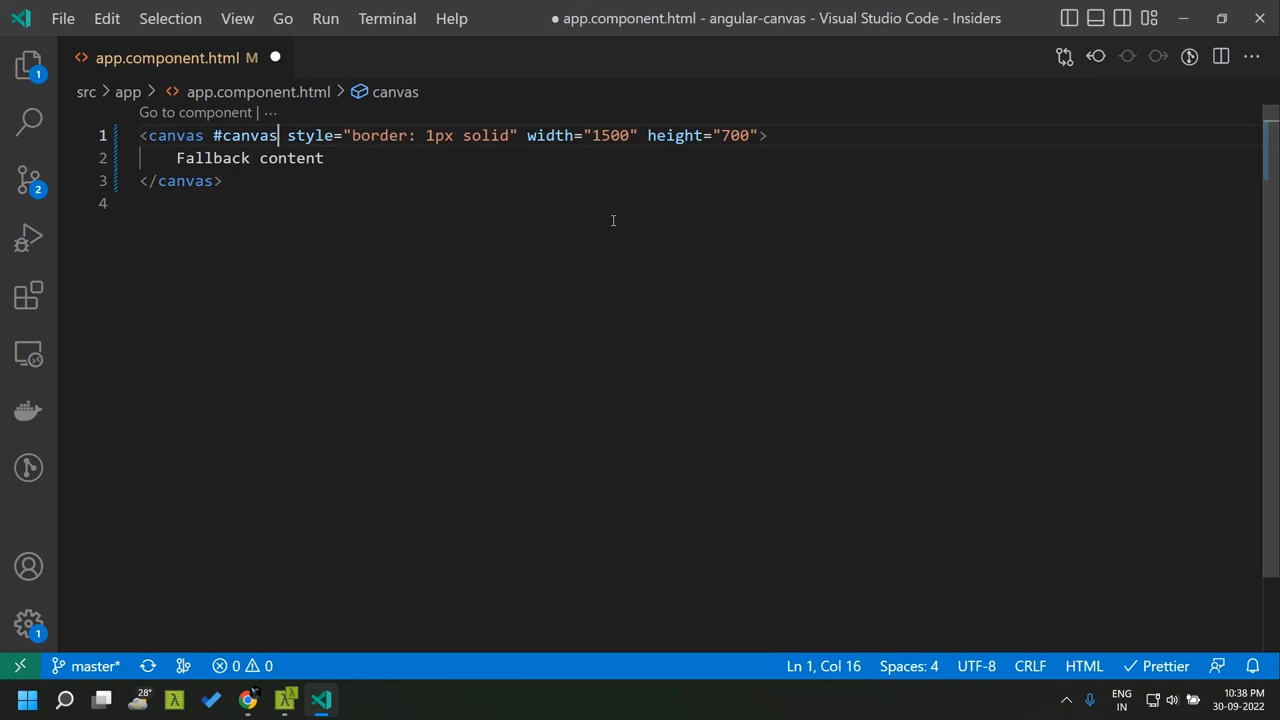 File Edit Selection View Go Run Terminal Help ● app.component.html - angular-canvas - Visual Studio Code - Insiders
app.component.html M
1
src > app > app.component.html > canvas
Go to component | ...
1 <canvas #canvas style="border: 1px solid" width="1500" height="700">
2 Fallback content
3 </canvas>
4
2
1
master* 0 0 Ln 1, Col 16 Spaces: 4 UTF-8 CRLF HTML Prettier
28° ENG 10:38 PM
IN 30-09-2022